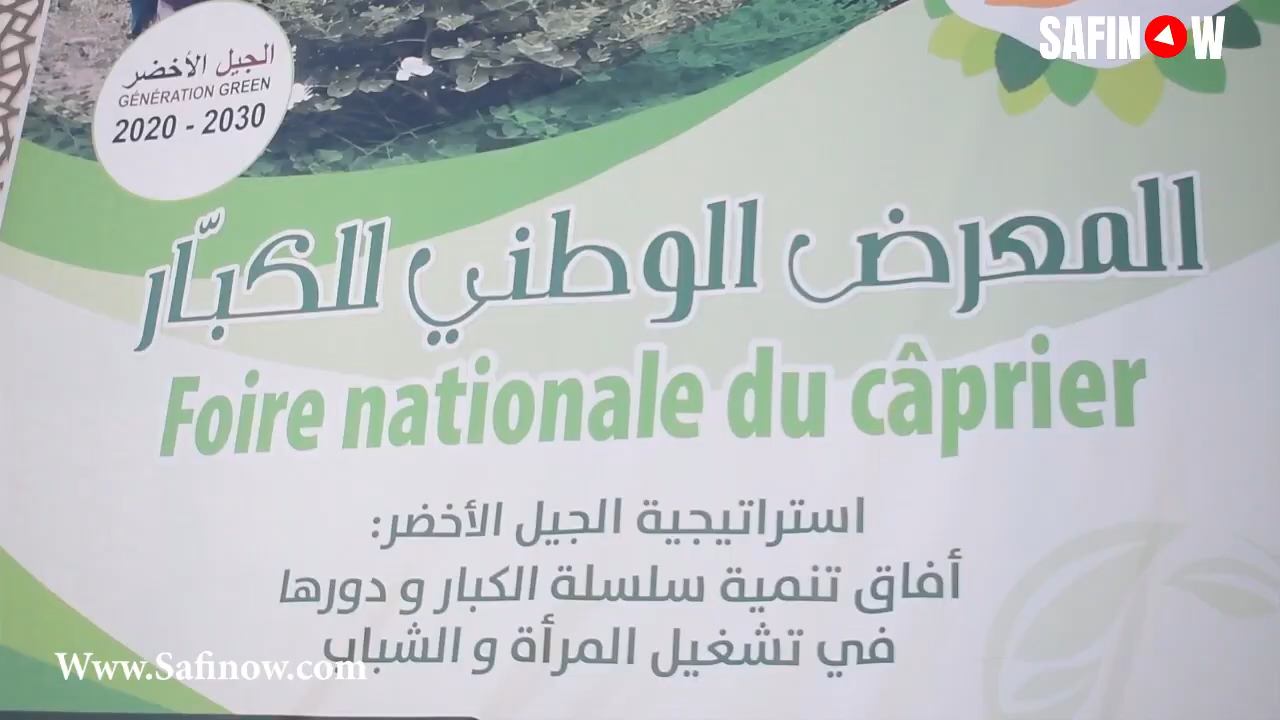 SAFINOW
الجيل الأخضر
GÉNÉRATION GREEN
2020 - 2030
المعرض الوطني للكبّار
Foire nationale du câprier
استراتيجية الجيل الأخضر:
أفاق تنمية سلسلة الكبار و دورها
في تشغيل المرأة و الشباب
Www.Safinow.com